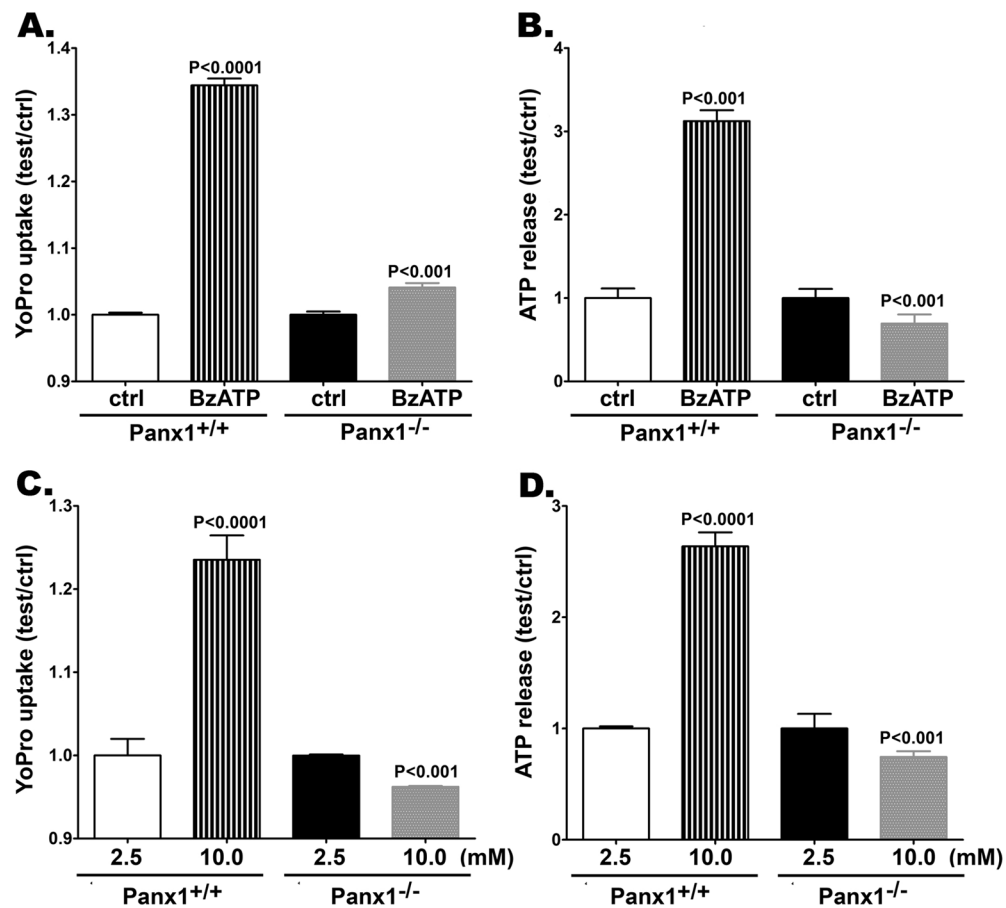 A.
YoPro uptake (test/ctrl)
1.4
1.3
1.2
1.1
1.0
0.9
P<0.0001
P<0.001
ctrl BzATP ctrl BzATP
Panx1+/+ Panx1-/-
B.
ATP release (test/ctrl)
4
3
2
1
0
P<0.001
P<0.001
ctrl BzATP ctrl BzATP
Panx1+/+ Panx1-/-
C.
YoPro uptake (test/ctrl)
1.3
1.2
1.1
1.0
0.9
P<0.0001
P<0.001
2.5 10.0 2.5 10.0 (mM)
Panx1+/+ Panx1-/-
D.
ATP release (test/ctrl)
3
2
1
0
P<0.0001
P<0.001
2.5 10.0 2.5 10.0 (mM)
Panx1+/+ Panx1-/-